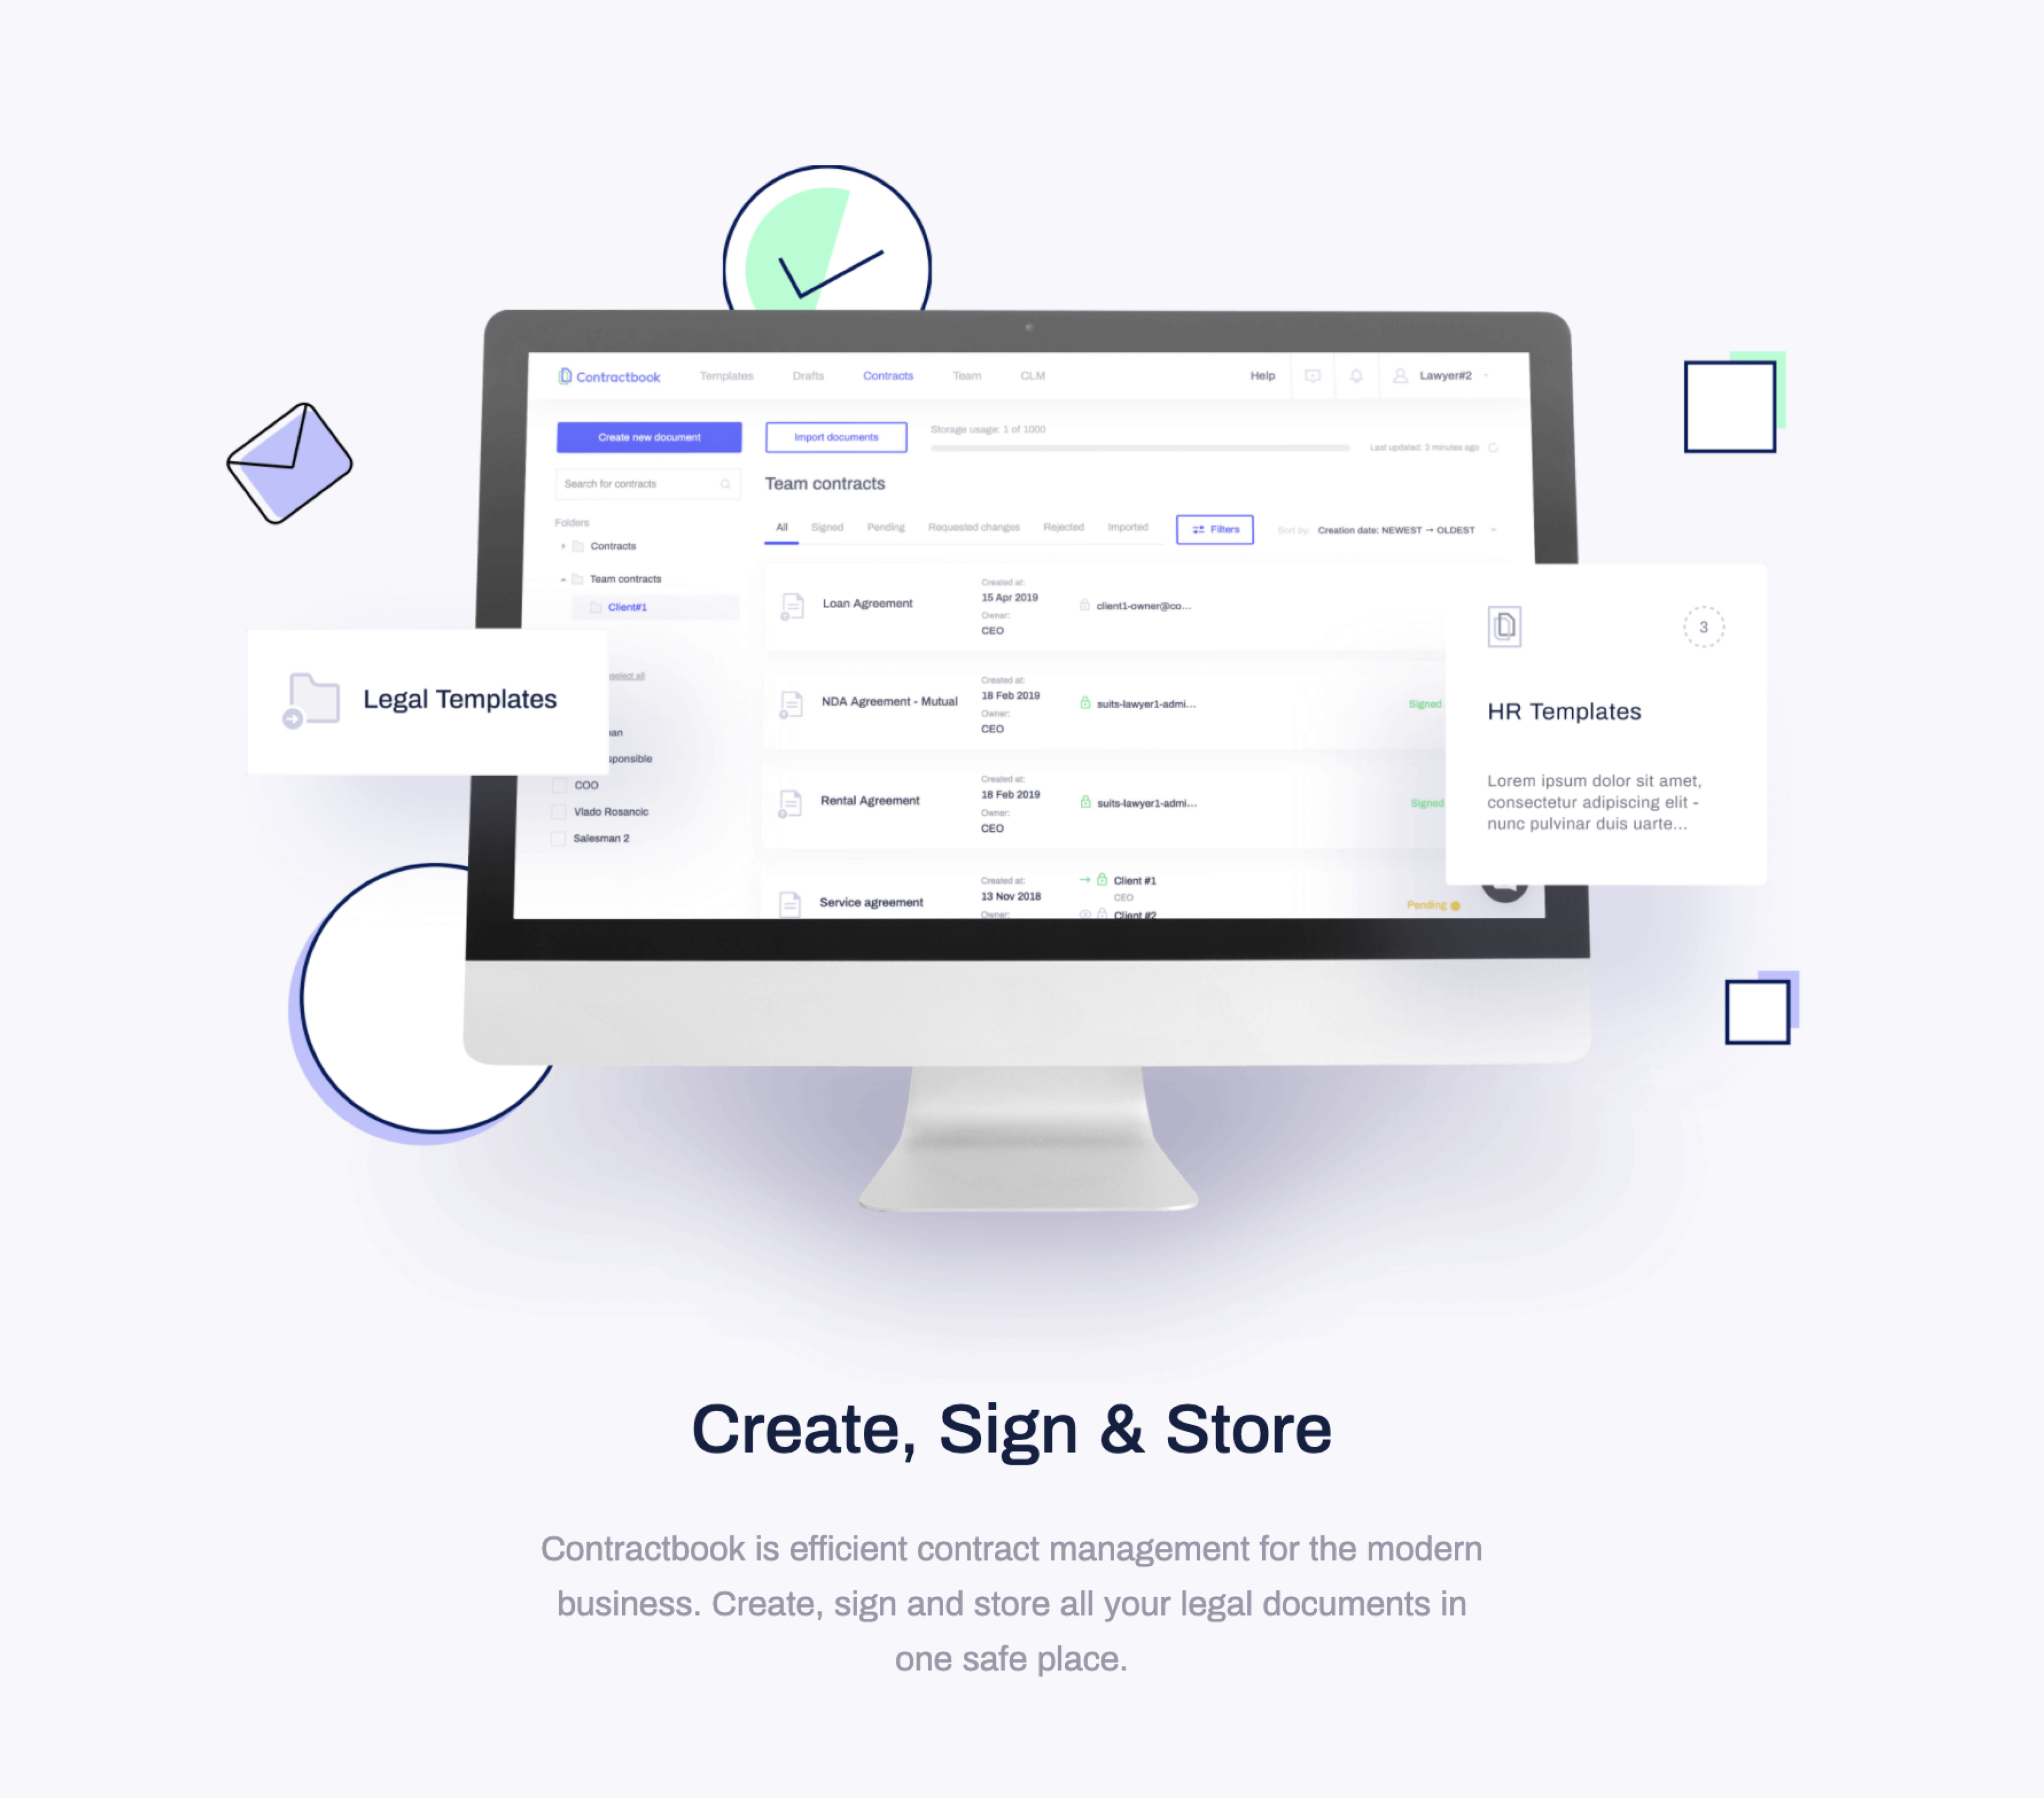 Contractbook Templates Drafts Contracts Team CLM Help Lawyer#2
Create new document Import documents Storage usage: 1 of 1000
Last updated: 3 minutes ago
Search for contracts
Team contracts
Folders
Contracts
Team contracts
Client#1
All Signed Pending Requested changes Rejected Imported Filters Sort by: Creation date: NEWEST → OLDEST
Loan Agreement
Created at:
15 Apr 2019
Owner:
CEO
client1-owner@co...
Legal Templates
select all
COO
Vlado Rosancic
Salesman 2
NDA Agreement - Mutual
Created at:
18 Feb 2019
Owner:
CEO
suits-lawyer1-admi...
Signed
Rental Agreement
Created at:
18 Feb 2019
Owner:
CEO
suits-lawyer1-admi...
Signed
Service agreement
Created at:
13 Nov 2018
Owner:
Client #1
CEO
Client #2
Pending
3
HR Templates
Lorem ipsum dolor sit amet,
consectetur adipiscing elit -
nunc pulvinar duis uarte...
Create, Sign & Store
Contractbook is efficient contract management for the modern
business. Create, sign and store all your legal documents in
one safe place.